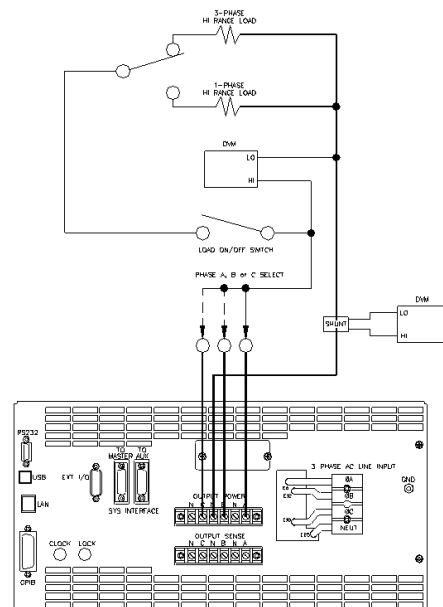 3-PHASE
HI RANGE LOAD
1-PHASE
HI RANGE LOAD
DVM
LO
HI
LOAD ON/OFF SWITCH
PHASE A, B or C SELECT
DVM
LO
SHUNT
HI
RS232
TO TO
MASTER AUX
EXT I/O
USB
SYS INTERFACE
LAN
3 PHASE AC LINE INPUT
ØA
ØB
ØC
NEUT
GND
OUTPUT POWER
N C N B N A
OUTPUT SENSE
N C N B N A
CLOCK LOCK
GPIB